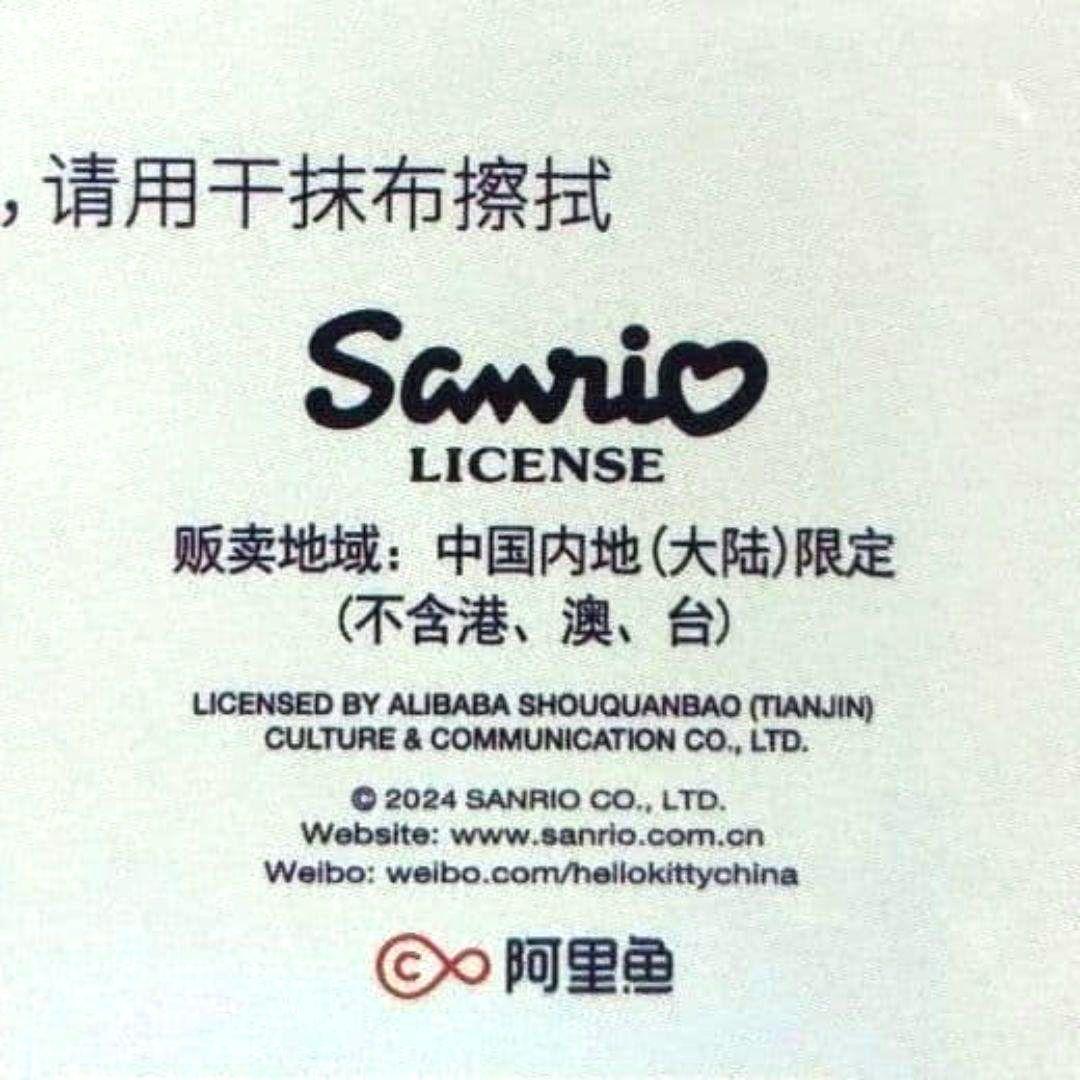 ，请用干抹布擦拭
Sanrio
LICENSE
贩卖地域：中国内地(大陆)限定
(不含港、澳、台)
LICENSED BY ALIBABA SHOUQUANBAO (TIANJIN)
CULTURE & COMMUNICATION CO., LTD.
© 2024 SANRIO CO., LTD.
Website: www.sanrio.com.cn
Weibo: weibo.com/hellokittychina
C 阿里鱼